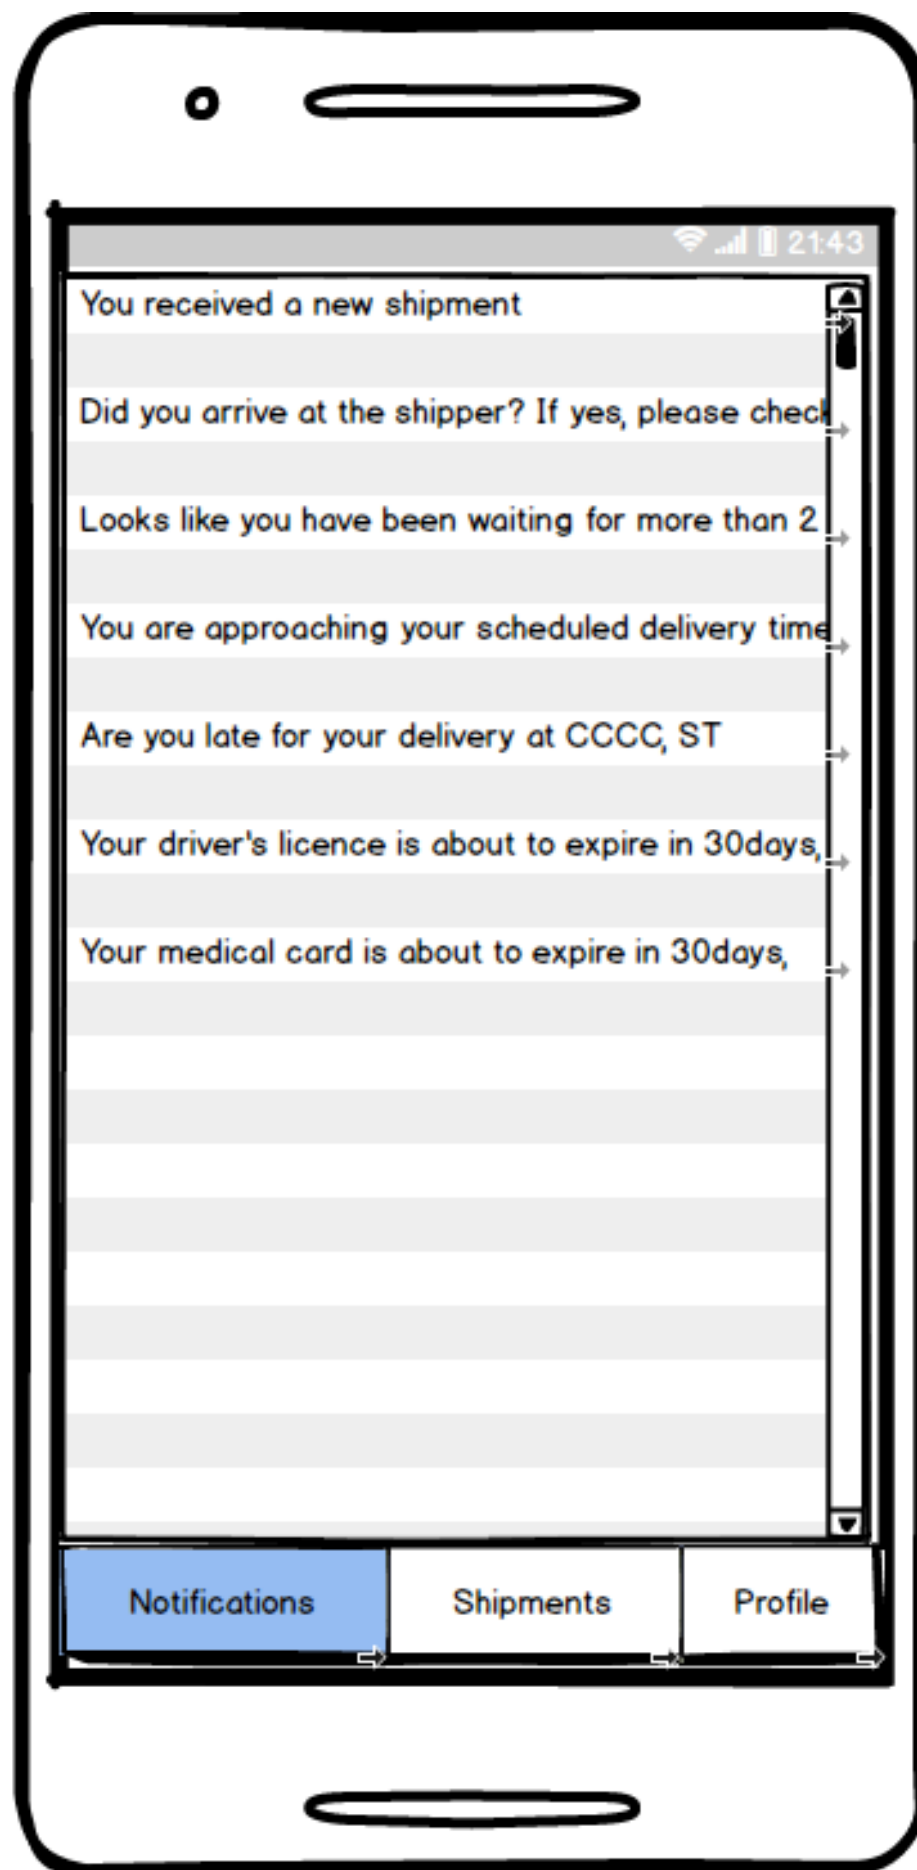 21:43
You received a new shipment
Did you arrive at the shipper? If yes, please check
Looks like you have been waiting for more than 2
You are approaching your scheduled delivery time
Are you late for your delivery at CCCC, ST
Your driver's licence is about to expire in 30days,
Your medical card is about to expire in 30days,
Notifications Shipments Profile